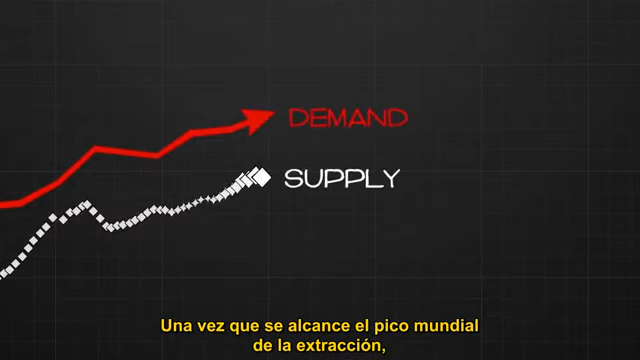 DEMAND
SUPPLY
Una vez que se alcance el pico mundial
de la extracción,